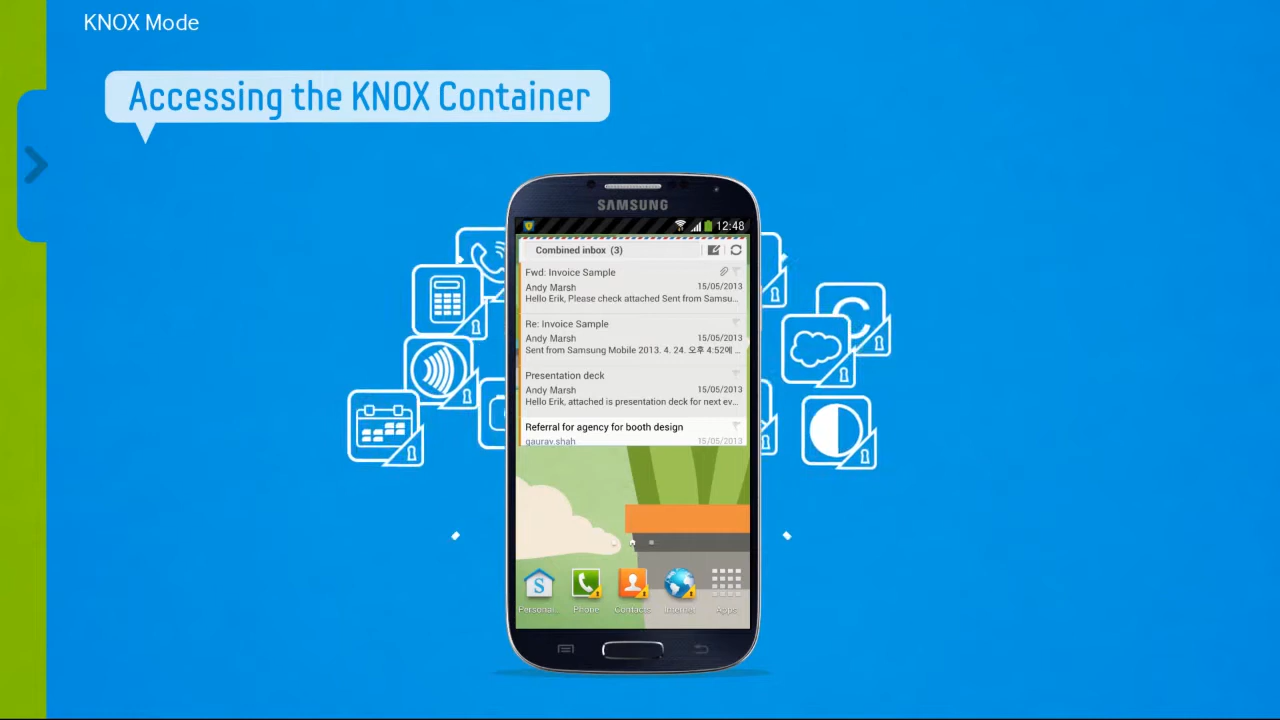 KNOX Mode
Accessing the KNOX Container
SAMSUNG
12:48
Combined inbox (3)
Fwd: Invoice Sample
Andy Marsh 15/05/2013
Hello Erik, Please check attached Sent from Samsu...
Re: Invoice Sample
Andy Marsh 15/05/2013
Sent from Samsung Mobile 2013. 4. 24. 오후 4:52에 ...
Presentation deck
Andy Marsh 15/05/2013
Hello Erik, attached is presentation deck for next ev...
Referral for agency for booth design
gaurav.shah 15/05/2013
S
Personal... Phone Contacts Internet Apps